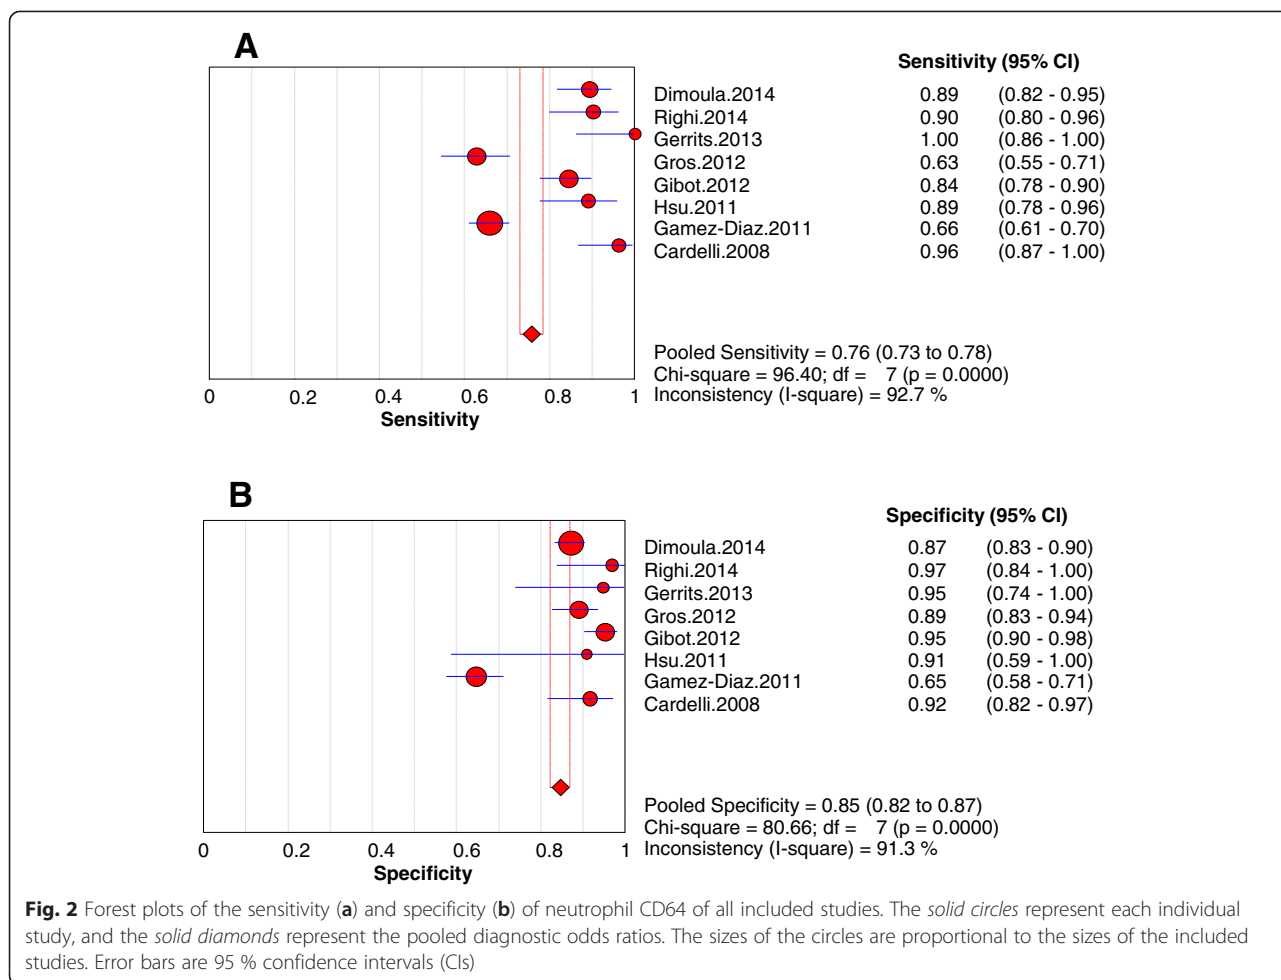 A
Sensitivity (95% CI)
Dimoula.2014 0.89 (0.82 - 0.95)
Righi.2014 0.90 (0.80 - 0.96)
Gerrits.2013 1.00 (0.86 - 1.00)
Gros.2012 0.63 (0.55 - 0.71)
Gibot.2012 0.84 (0.78 - 0.90)
Hsu.2011 0.89 (0.78 - 0.96)
Gamez-Diaz.2011 0.66 (0.61 - 0.70)
Cardelli.2008 0.96 (0.87 - 1.00)
Pooled Sensitivity = 0.76 (0.73 to 0.78)
Chi-square = 96.40; df = 7 (p = 0.0000)
Inconsistency (I-square) = 92.7 %
0 0.2 0.4 0.6 0.8 1
Sensitivity
B
Specificity (95% CI)
Dimoula.2014 0.87 (0.83 - 0.90)
Righi.2014 0.97 (0.84 - 1.00)
Gerrits.2013 0.95 (0.74 - 1.00)
Gros.2012 0.89 (0.83 - 0.94)
Gibot.2012 0.95 (0.90 - 0.98)
Hsu.2011 0.91 (0.59 - 1.00)
Gamez-Diaz.2011 0.65 (0.58 - 0.71)
Cardelli.2008 0.92 (0.82 - 0.97)
Pooled Specificity = 0.85 (0.82 to 0.87)
Chi-square = 80.66; df = 7 (p = 0.0000)
Inconsistency (I-square) = 91.3 %
0 0.2 0.4 0.6 0.8 1
Specificity
Fig. 2 Forest plots of the sensitivity (a) and specificity (b) of neutrophil CD64 of all included studies. The solid circles represent each individual
study, and the solid diamonds represent the pooled diagnostic odds ratios. The sizes of the circles are proportional to the sizes of the included
studies. Error bars are 95 % confidence intervals (CIs)